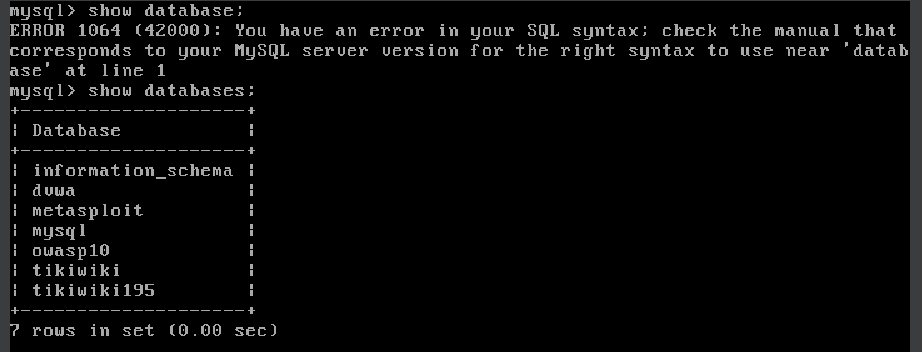 mysql> show database;
ERROR 1064 (42000): You have an error in your SQL syntax; check the manual that
corresponds to your MySQL server version for the right syntax to use near 'datab
ase' at line 1
mysql> show databases;
+--------------------+
| Database           |
+--------------------+
| information_schema |
| dvwa               |
| metasploit         |
| mysql              |
| owasp10            |
| tikiwiki           |
| tikiwiki195        |
+--------------------+
7 rows in set (0.00 sec)